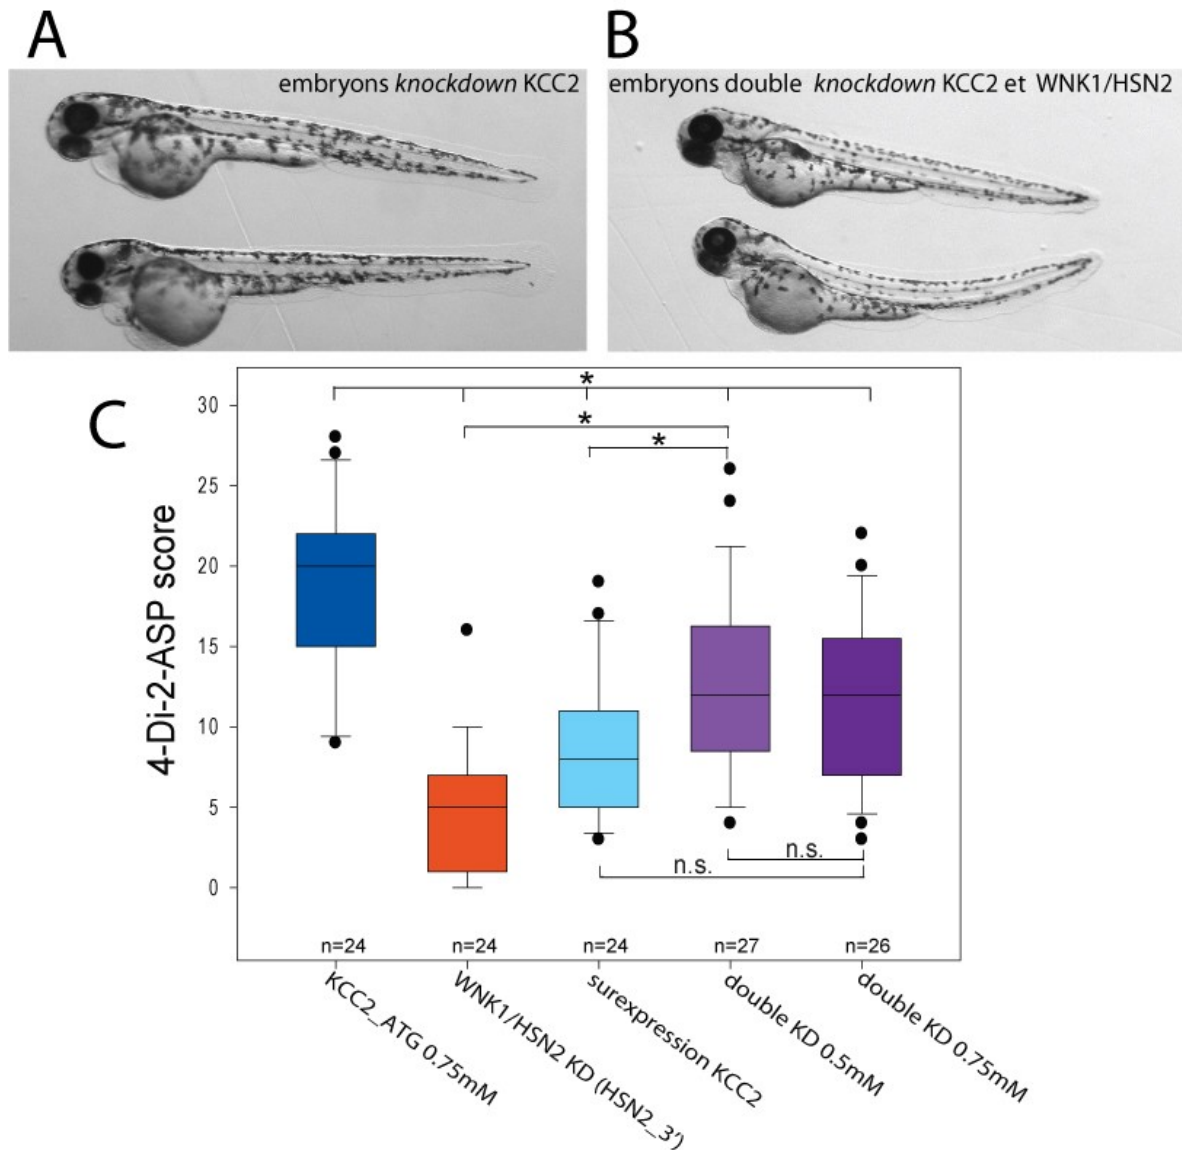 A
B
embryons knockdown KCC2
embryons double knockdown KCC2 et WNK1/HSN2
C
4-Di-2-ASP score
30
25
20
15
10
5
0
*
*
*
n.s.
n.s.
n=24
n=24
n=24
n=27
n=26
KCC2_ATG 0.75mM
WNK1/HSN2 KD (HSN2_3')
surexpression KCC2
double KD 0.5mM
double KD 0.75mM